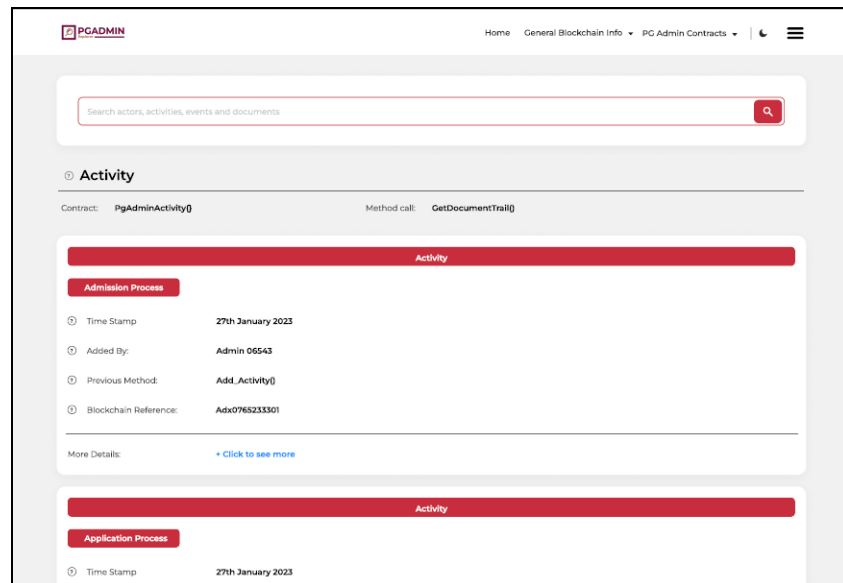 PGADMIN
Home General Blockchain Info PG Admin Contracts
Search actors, activities, events and documents
Activity
Contract: PgAdminActivity() Method call: GetDocumentTrail()
Activity
Admission Process
Time Stamp 27th January 2023
Added By: Admin 06543
Previous Method: Add_Activity()
Blockchain Reference: Adx0765233301
More Details: + Click to see more
Activity
Application Process
Time Stamp 27th January 2023